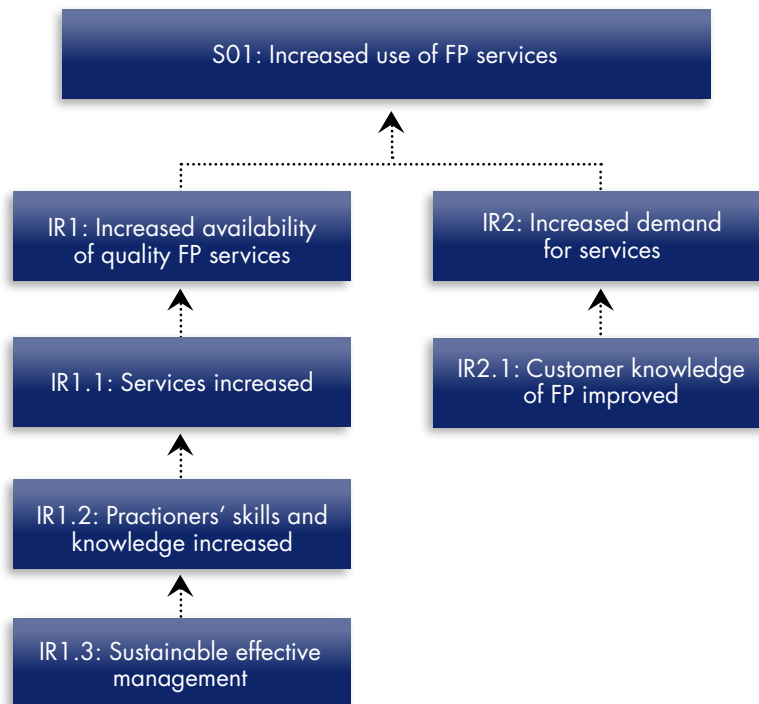 S01: Increased use of FP services
IR1: Increased availability
of quality FP services
IR2: Increased demand
for services
IR1.1: Services increased
IR2.1: Customer knowledge
of FP improved
IR1.2: Practioners’ skills and
knowledge increased
IR1.3: Sustainable effective
management